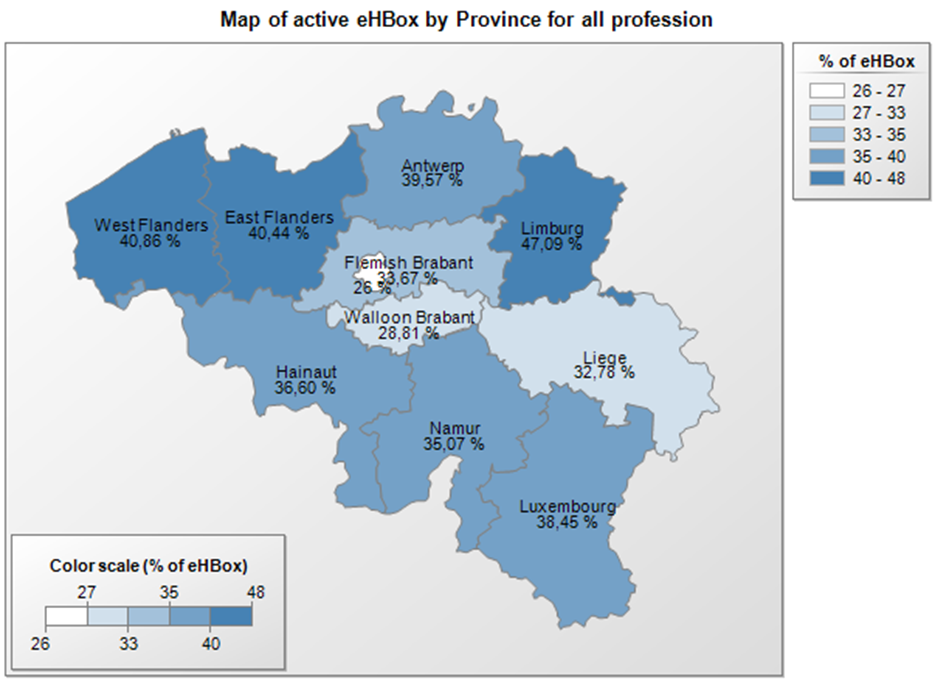 Map of active eHBox by Province for all profession
% of eHBox
26 - 27
27 - 33
33 - 35
35 - 40
40 - 48
Antwerp
39,57 %
West Flanders
40,86 %
East Flanders
40,44 %
Limburg
47,09 %
Flemish Brabant
33,67 %
26 %
Walloon Brabant
28,81 %
Liege
32,78 %
Hainaut
36,60 %
Namur
35,07 %
Luxembourg
38,45 %
Color scale (% of eHBox)
27 35 48
26 33 40